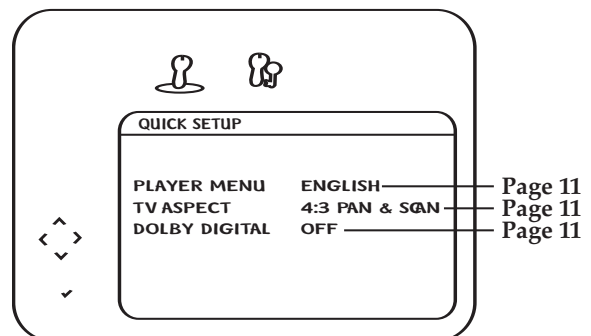 QUICK SETUP
PLAYER MENU ENGLISH Page 11
TV ASPECT 4:3 PAN & SCAN Page 11
DOLBY DIGITAL OFF Page 11